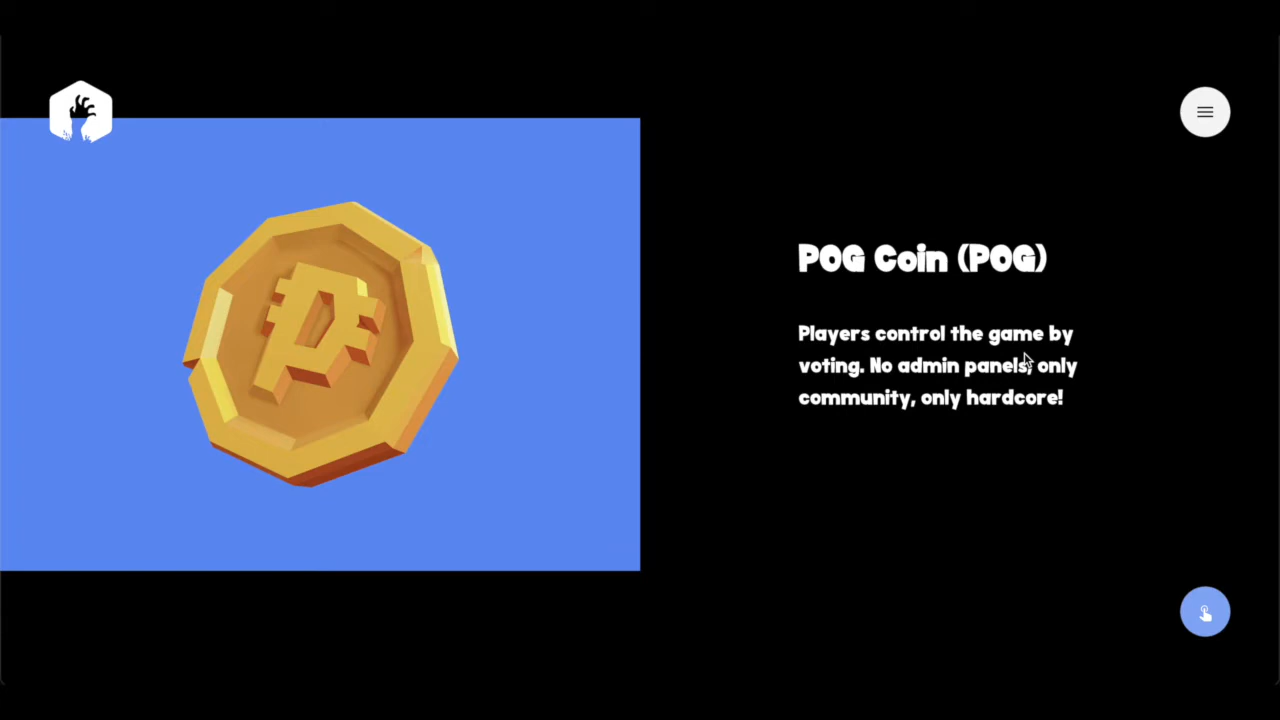 POG Coin (POG)
Players control the game by
voting. No admin panels, only
community, only hardcore!